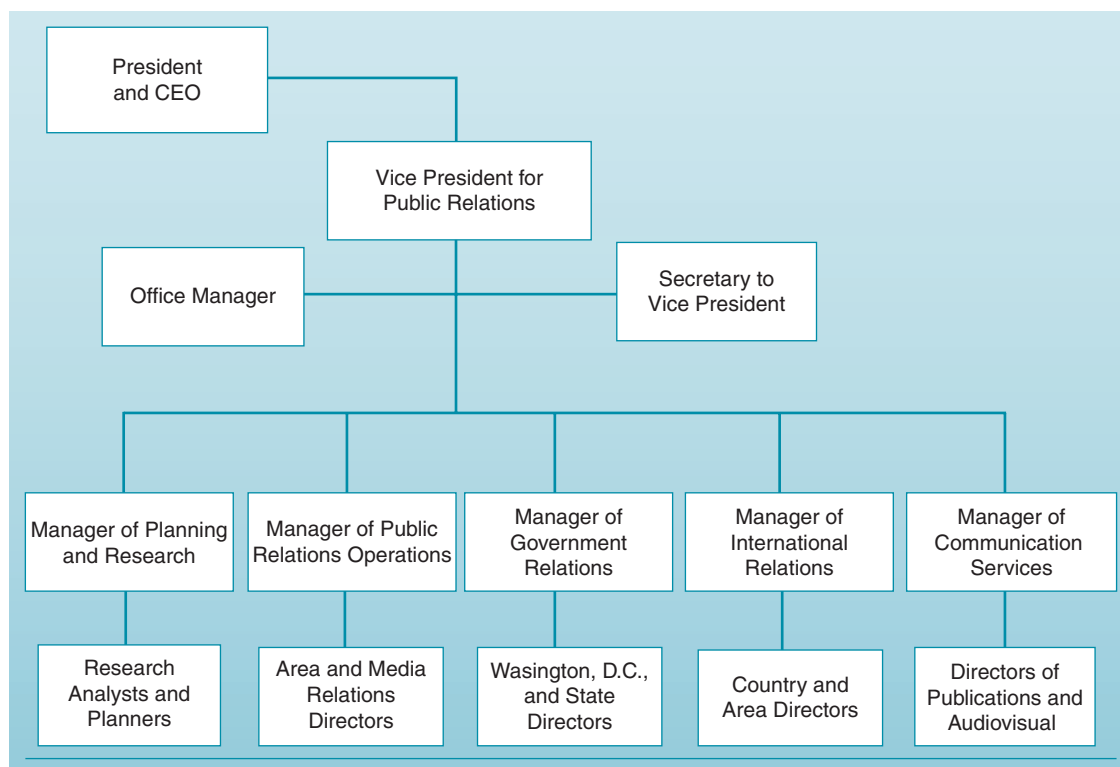 President
and CEO
Vice President for
Public Relations
Office Manager
Secretary to
Vice President
Manager of Planning
and Research
Manager of Public
Relations Operations
Manager of
Government
Relations
Manager of
International
Relations
Manager of
Communication
Services
Research
Analysts and
Planners
Area and Media
Relations
Directors
Wasington, D.C.,
and State
Directors
Country and
Area Directors
Directors of
Publications and
Audiovisual